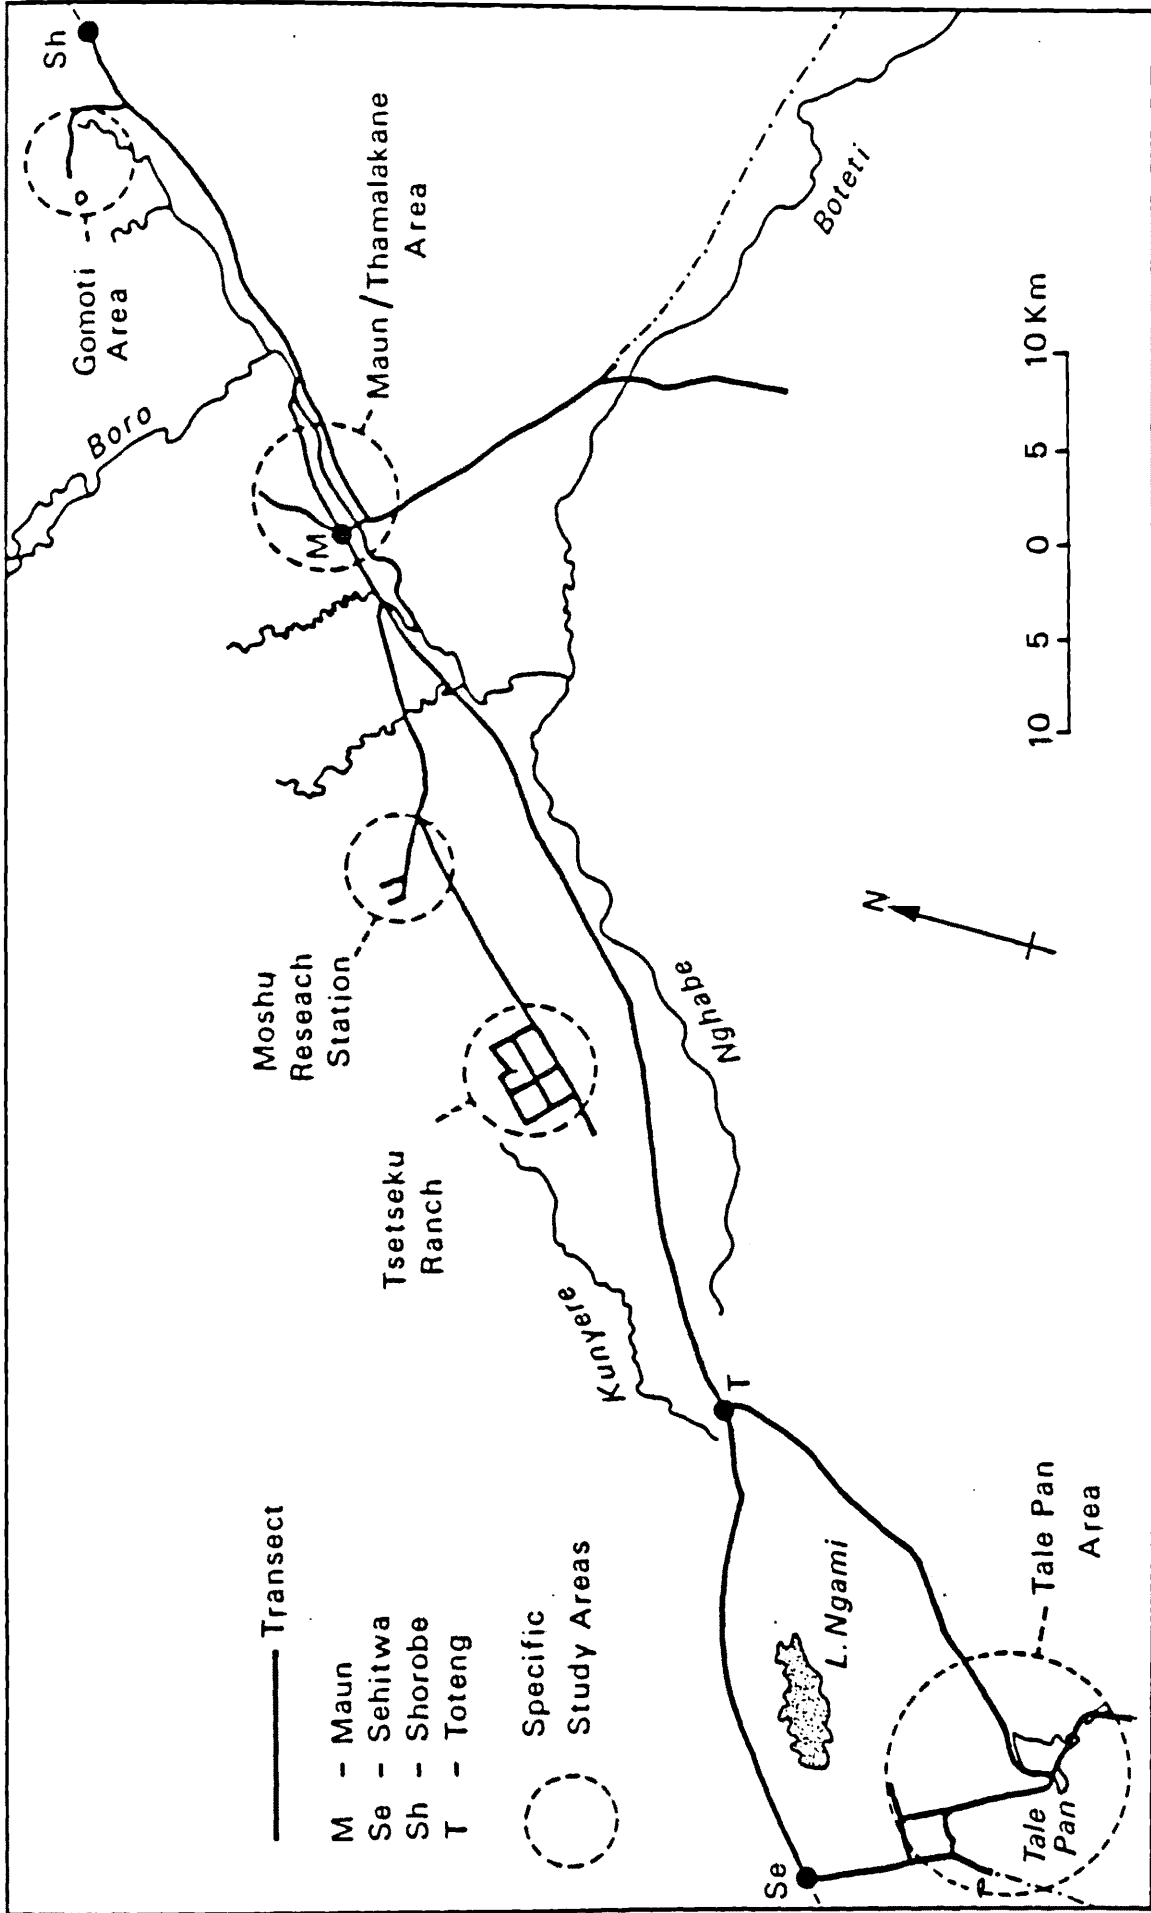 Transect
M – Maun
Se – Sehitwa
Sh – Shorobe
T – Toteng
Specific
Study Areas
Moshu
Reseach
Station
Tsetseku
Ranch
Gomoti
Area
Boro
Maun / Thamalakane
Area
Sh
M
Boteti
Nghabe
Kunyere
T
L. Ngami
Se
Tale
Pan
Tale Pan
Area
N
10 5 0 5 10 Km